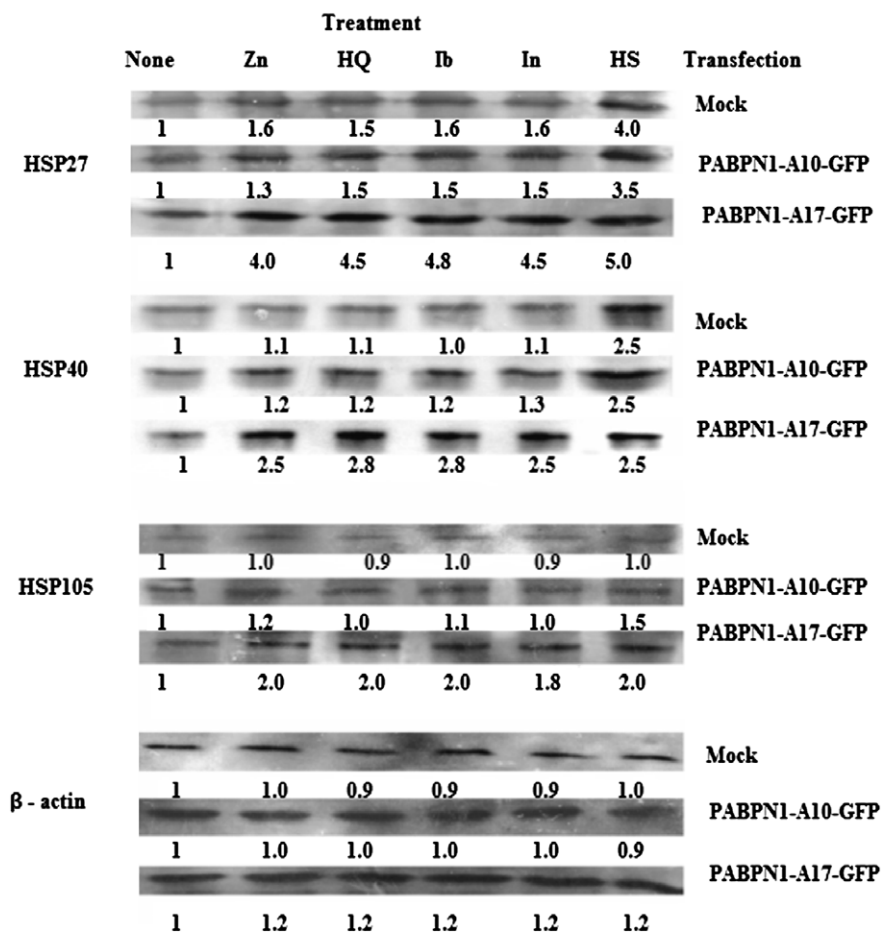 Treatment
None Zn HQ Ib In HS Transfection
Mock
1 1.6 1.5 1.6 1.6 4.0
HSP27 PABPN1-A10-GFP
1 1.3 1.5 1.5 1.5 3.5
PABPN1-A17-GFP
1 4.0 4.5 4.8 4.5 5.0
Mock
1 1.1 1.1 1.0 1.1 2.5
HSP40 PABPN1-A10-GFP
1 1.2 1.2 1.2 1.3 2.5
PABPN1-A17-GFP
1 2.5 2.8 2.8 2.5 2.5
Mock
1 1.0 0.9 1.0 0.9 1.0
HSP105 PABPN1-A10-GFP
1 1.2 1.0 1.1 1.0 1.5
PABPN1-A17-GFP
1 2.0 2.0 2.0 1.8 2.0
Mock
1 1.0 0.9 0.9 0.9 1.0
β - actin PABPN1-A10-GFP
1 1.0 1.0 1.0 1.0 0.9
PABPN1-A17-GFP
1 1.2 1.2 1.2 1.2 1.2